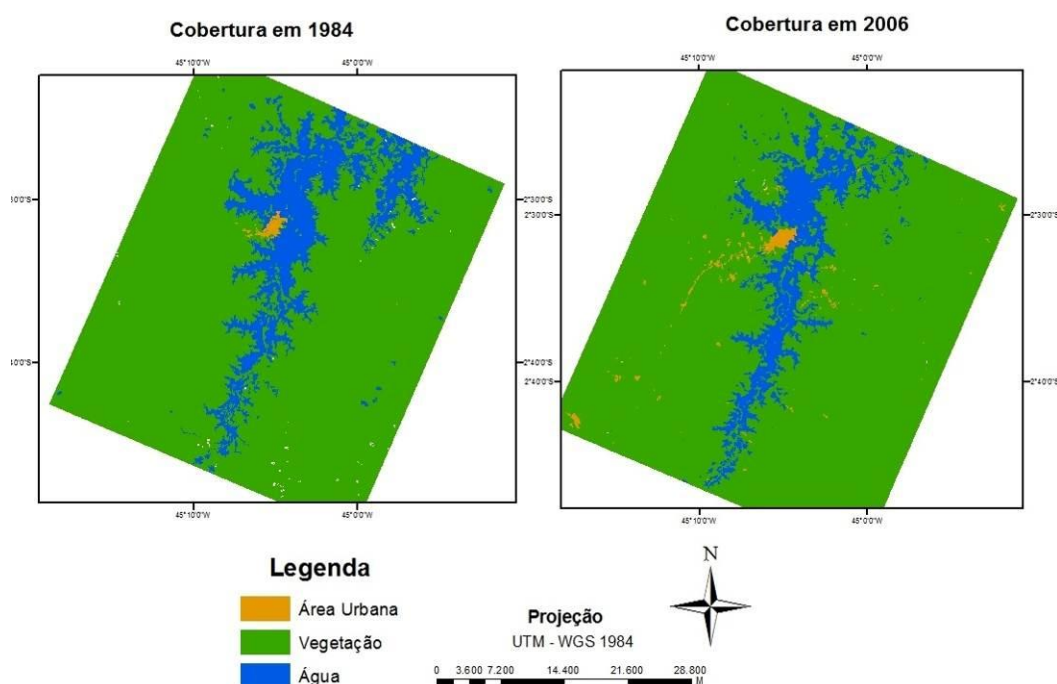 Cobertura em 1984
Cobertura em 2006
45°10'0"W 45°0'0"W
45°10'0"W 45°0'0"W
2°30'0"S
2°30'0"S
2°40'0"S
2°40'0"S
45°10'0"W 45°0'0"W
45°10'0"W 45°0'0"W
Legenda
Área Urbana
Vegetação
Água
N
Projeção
UTM - WGS 1984
0 3.600 7.200 14.400 21.600 28.800
M